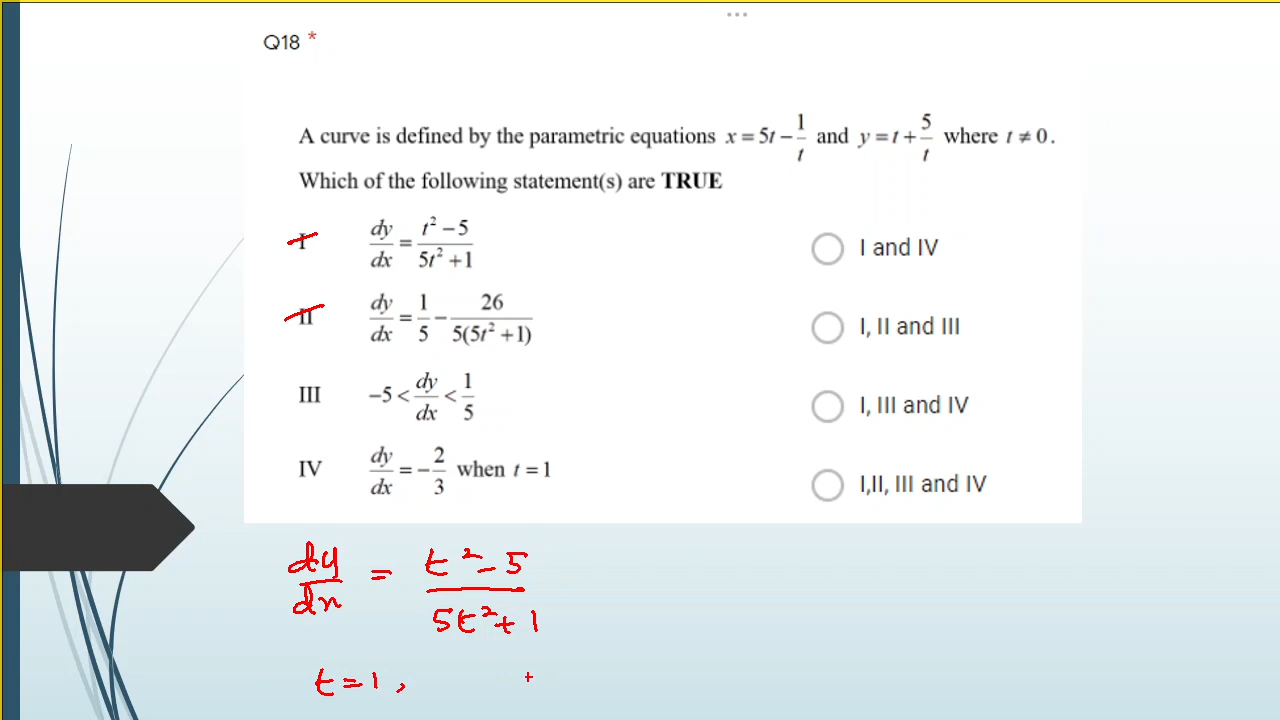 Q18 *
A curve is defined by the parametric equations x = 5t − 1/t and y = t + 5/t where t ≠ 0.
Which of the following statement(s) are TRUE
I dy/dx = (t² − 5)/(5t² + 1)
I and IV
II dy/dx = 1/5 − 26/(5(5t² + 1))
I, II and III
III −5 < dy/dx < 1/5
I, III and IV
IV dy/dx = −2/3 when t = 1
I,II, III and IV
dy/dx = (t² − 5)/(5t² + 1)
t = 1,